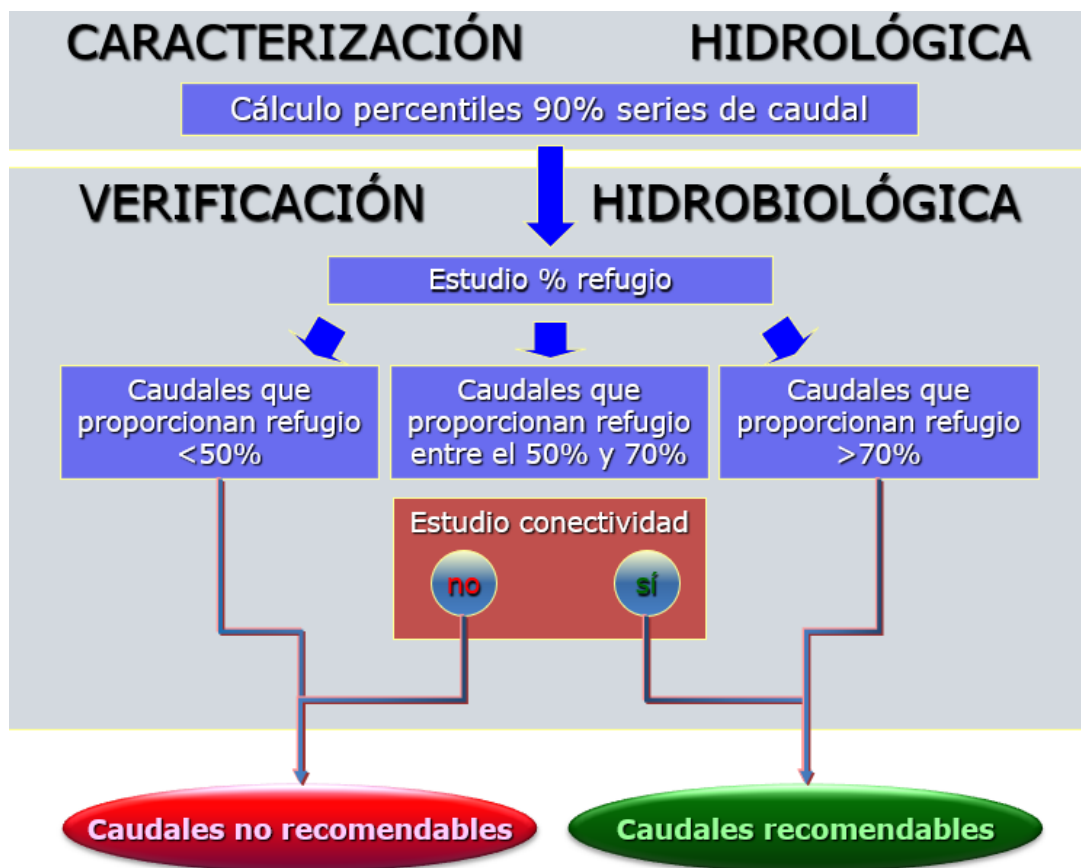 CARACTERIZACIÓN HIDROLÓGICA
Cálculo percentiles 90% series de caudal
VERIFICACIÓN HIDROBIOLÓGICA
Estudio % refugio
Caudales que
proporcionan refugio
<50%
Caudales que
proporcionan refugio
entre el 50% y 70%
Caudales que
proporcionan refugio
>70%
Estudio conectividad
no
sí
Caudales no recomendables
Caudales recomendables